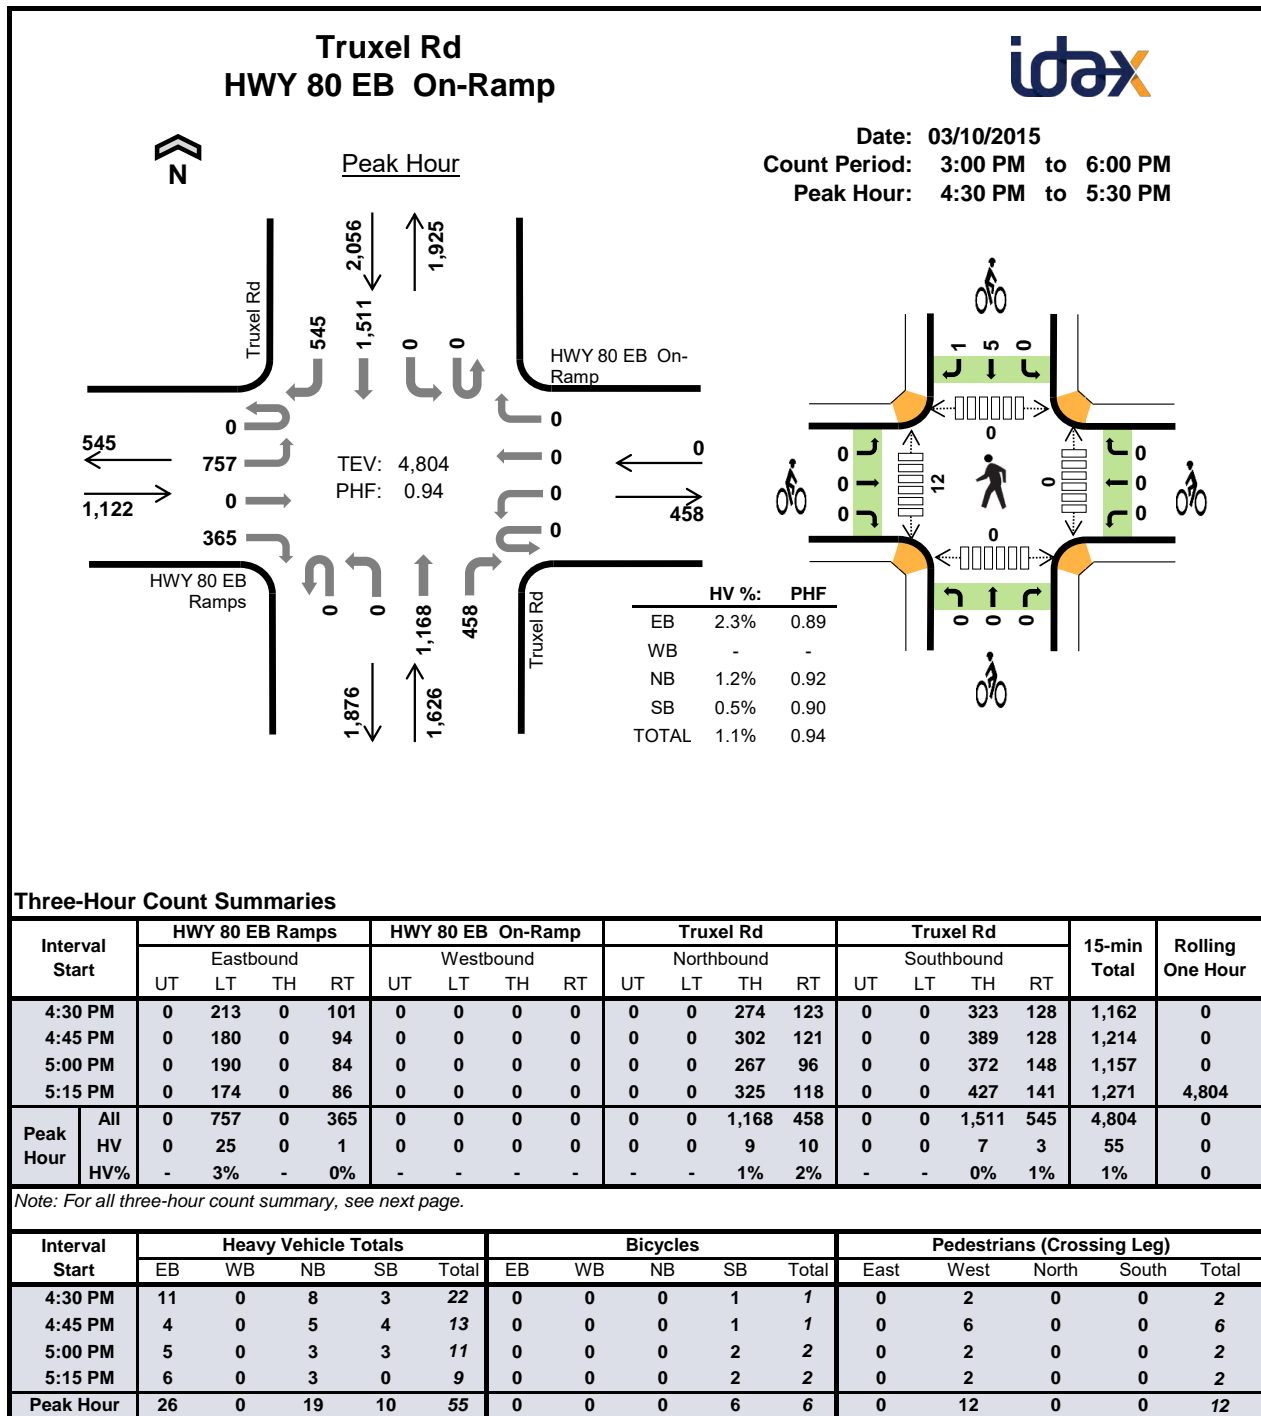 Truxel Rd
HWY 80 EB On-Ramp
idax
Date: 03/10/2015
Count Period: 3:00 PM to 6:00 PM
Peak Hour: 4:30 PM to 5:30 PM
N
Peak Hour
2,056
1,925
Truxel Rd
545
1,511
0
0
HWY 80 EB On-
Ramp
0
757
0
365
545
1,122
TEV: 4,804
PHF: 0.94
0
0
0
0
0
458
HWY 80 EB
Ramps
0
0
1,168
458
Truxel Rd
1,876
1,626
HV %: PHF
EB 2.3% 0.89
WB - -
NB 1.2% 0.92
SB 0.5% 0.90
TOTAL 1.1% 0.94
1 5 0
0
0
0
0
12
0
0
0
0
0
0 0 0
Three-Hour Count Summaries
Interval Start HWY 80 EB Ramps HWY 80 EB On-Ramp Truxel Rd Truxel Rd 15-min Total Rolling One Hour
Eastbound Westbound Northbound Southbound
UT LT TH RT UT LT TH RT UT LT TH RT UT LT TH RT
4:30 PM 0 213 0 101 0 0 0 0 0 0 274 123 0 0 323 128 1,162 0
4:45 PM 0 180 0 94 0 0 0 0 0 0 302 121 0 0 389 128 1,214 0
5:00 PM 0 190 0 84 0 0 0 0 0 0 267 96 0 0 372 148 1,157 0
5:15 PM 0 174 0 86 0 0 0 0 0 0 325 118 0 0 427 141 1,271 4,804
Peak Hour All 0 757 0 365 0 0 0 0 0 0 1,168 458 0 0 1,511 545 4,804 0
HV 0 25 0 1 0 0 0 0 0 0 9 10 0 0 7 3 55 0
HV% - 3% - 0% - - - - - - 1% 2% - - 0% 1% 1% 0
Note: For all three-hour count summary, see next page.
Interval Start Heavy Vehicle Totals Bicycles Pedestrians (Crossing Leg)
EB WB NB SB Total EB WB NB SB Total East West North South Total
4:30 PM 11 0 8 3 22 0 0 0 1 1 0 2 0 0 2
4:45 PM 4 0 5 4 13 0 0 0 1 1 0 6 0 0 6
5:00 PM 5 0 3 3 11 0 0 0 2 2 0 2 0 0 2
5:15 PM 6 0 3 0 9 0 0 0 2 2 0 2 0 0 2
Peak Hour 26 0 19 10 55 0 0 0 6 6 0 12 0 0 12